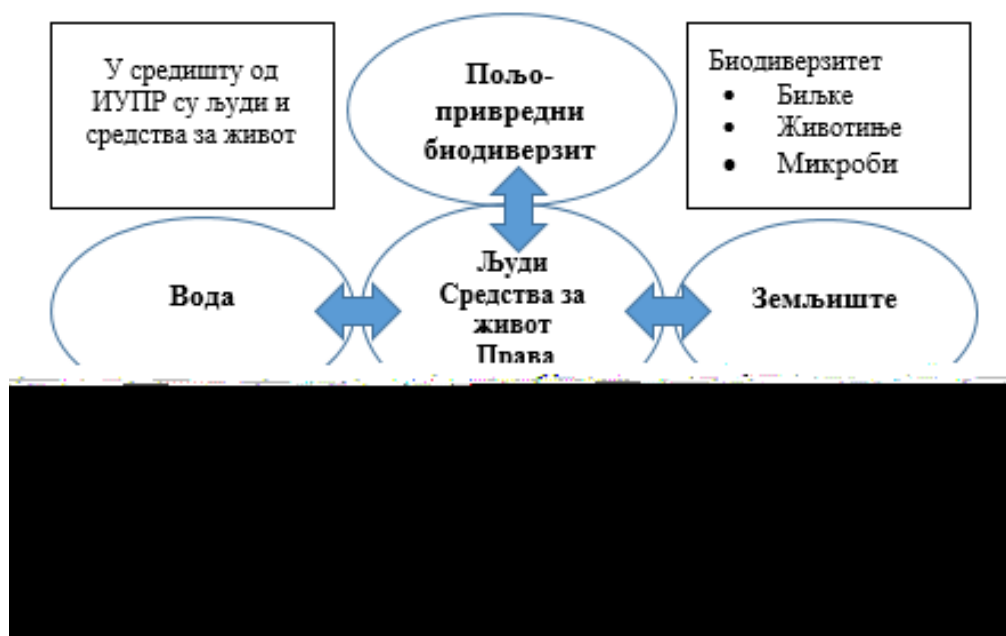 У средишту од
ИУПР су људи и
средства за живот
Пољо-
привредни
биодиверзит
Биодиверзитет
• Биљке
• Животиње
• Микроби
Вода
Људи
Средства за
живот
Права
Земљиште